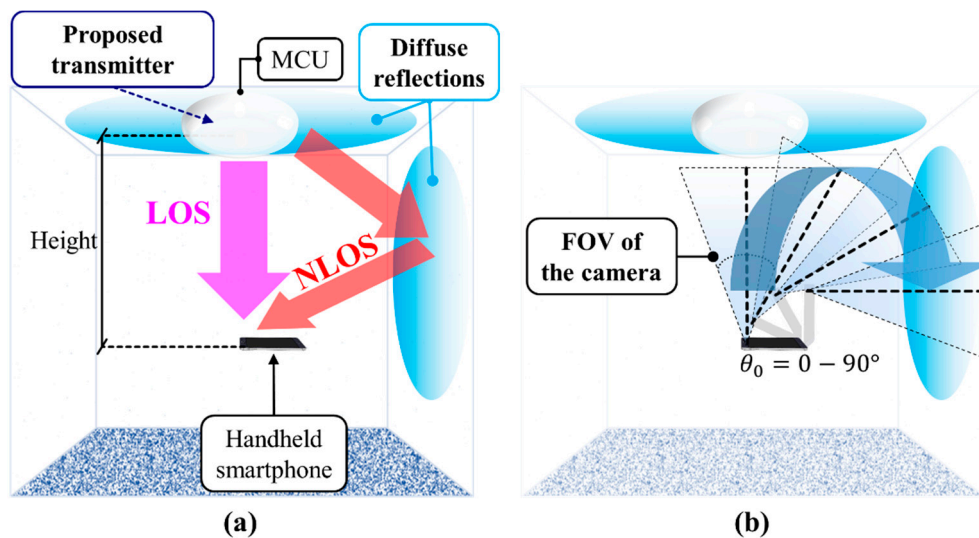 Proposed
transmitter
MCU
Diffuse
reflections
LOS
NLOS
Height
Handheld
smartphone
(a)
FOV of
the camera
θ₀ = 0 − 90°
(b)